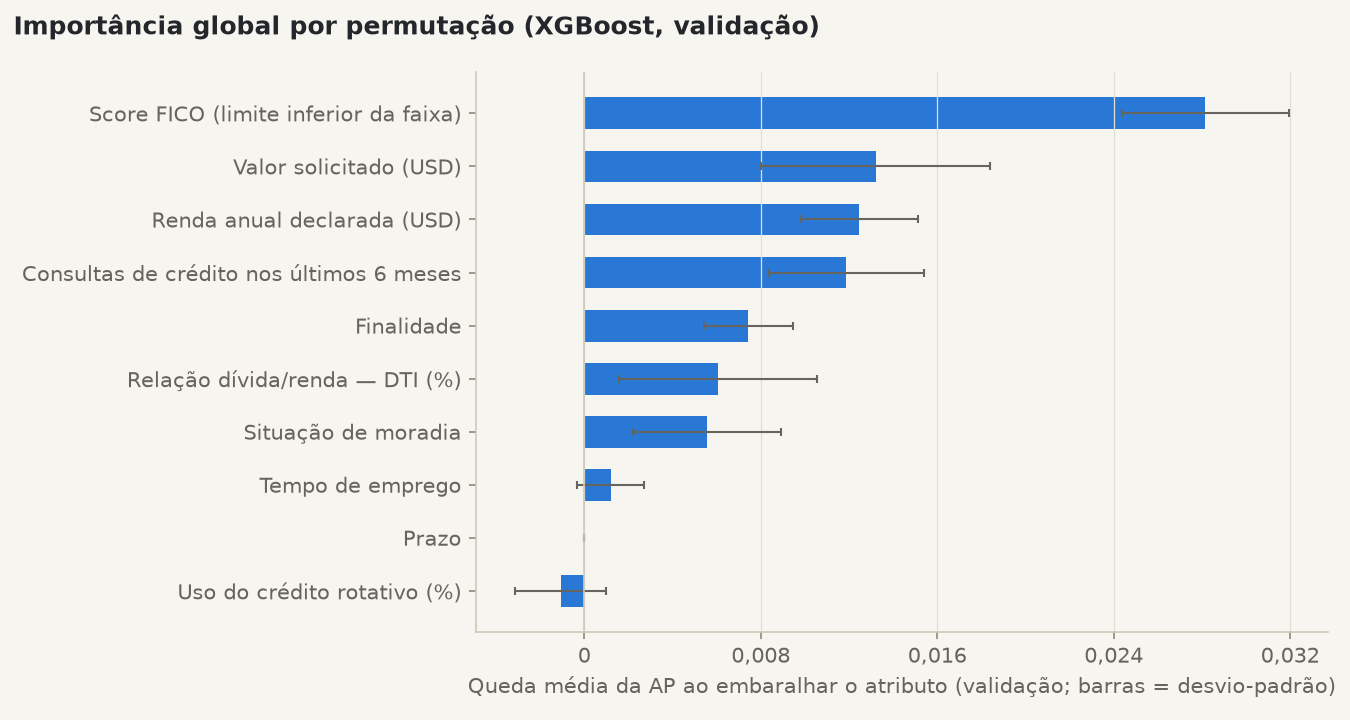 Importância global por permutação (XGBoost, validação)
Score FICO (limite inferior da faixa)
Valor solicitado (USD)
Renda anual declarada (USD)
Consultas de crédito nos últimos 6 meses
Finalidade
Relação dívida/renda — DTI (%)
Situação de moradia
Tempo de emprego
Prazo
Uso do crédito rotativo (%)
0 0,008 0,016 0,024 0,032
Queda média da AP ao embaralhar o atributo (validação; barras = desvio-padrão)